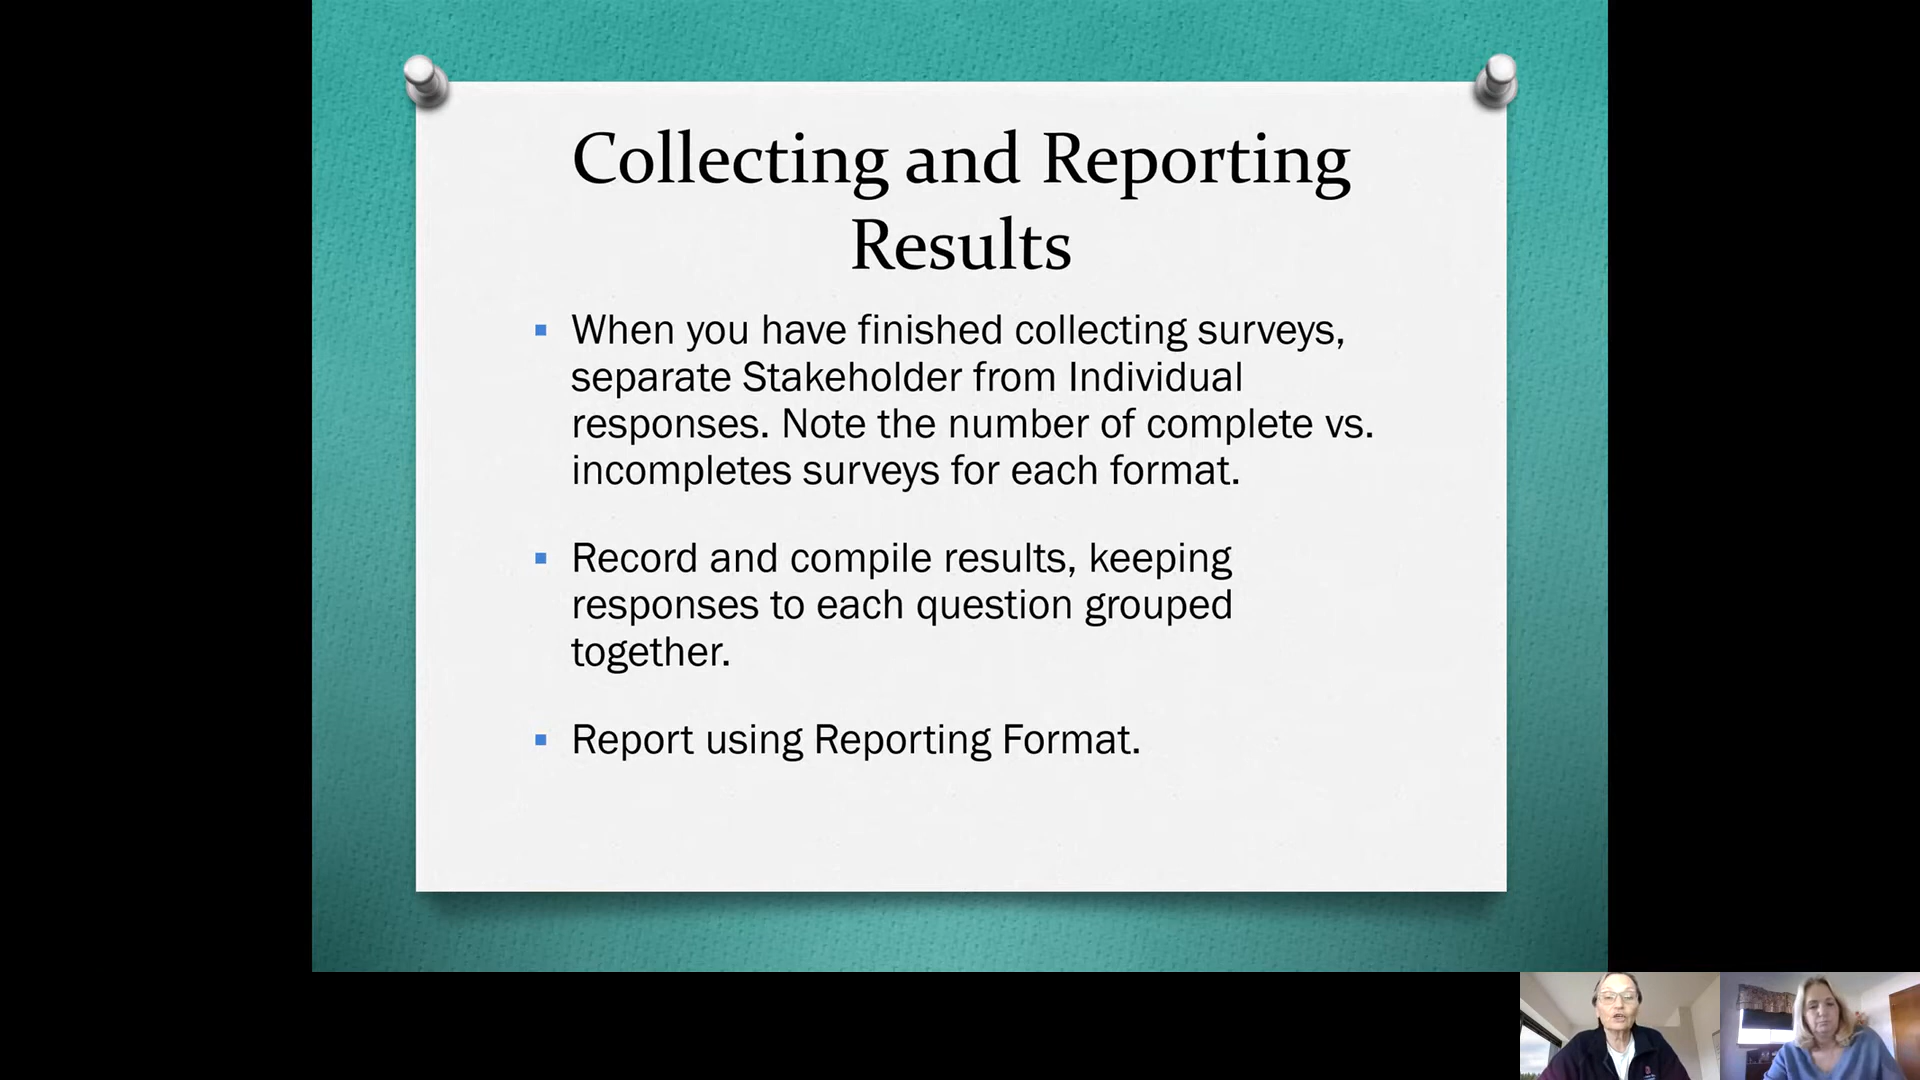 Collecting and Reporting
Results
▪ When you have finished collecting surveys,
separate Stakeholder from Individual
responses. Note the number of complete vs.
incompletes surveys for each format.
▪ Record and compile results, keeping
responses to each question grouped
together.
▪ Report using Reporting Format.